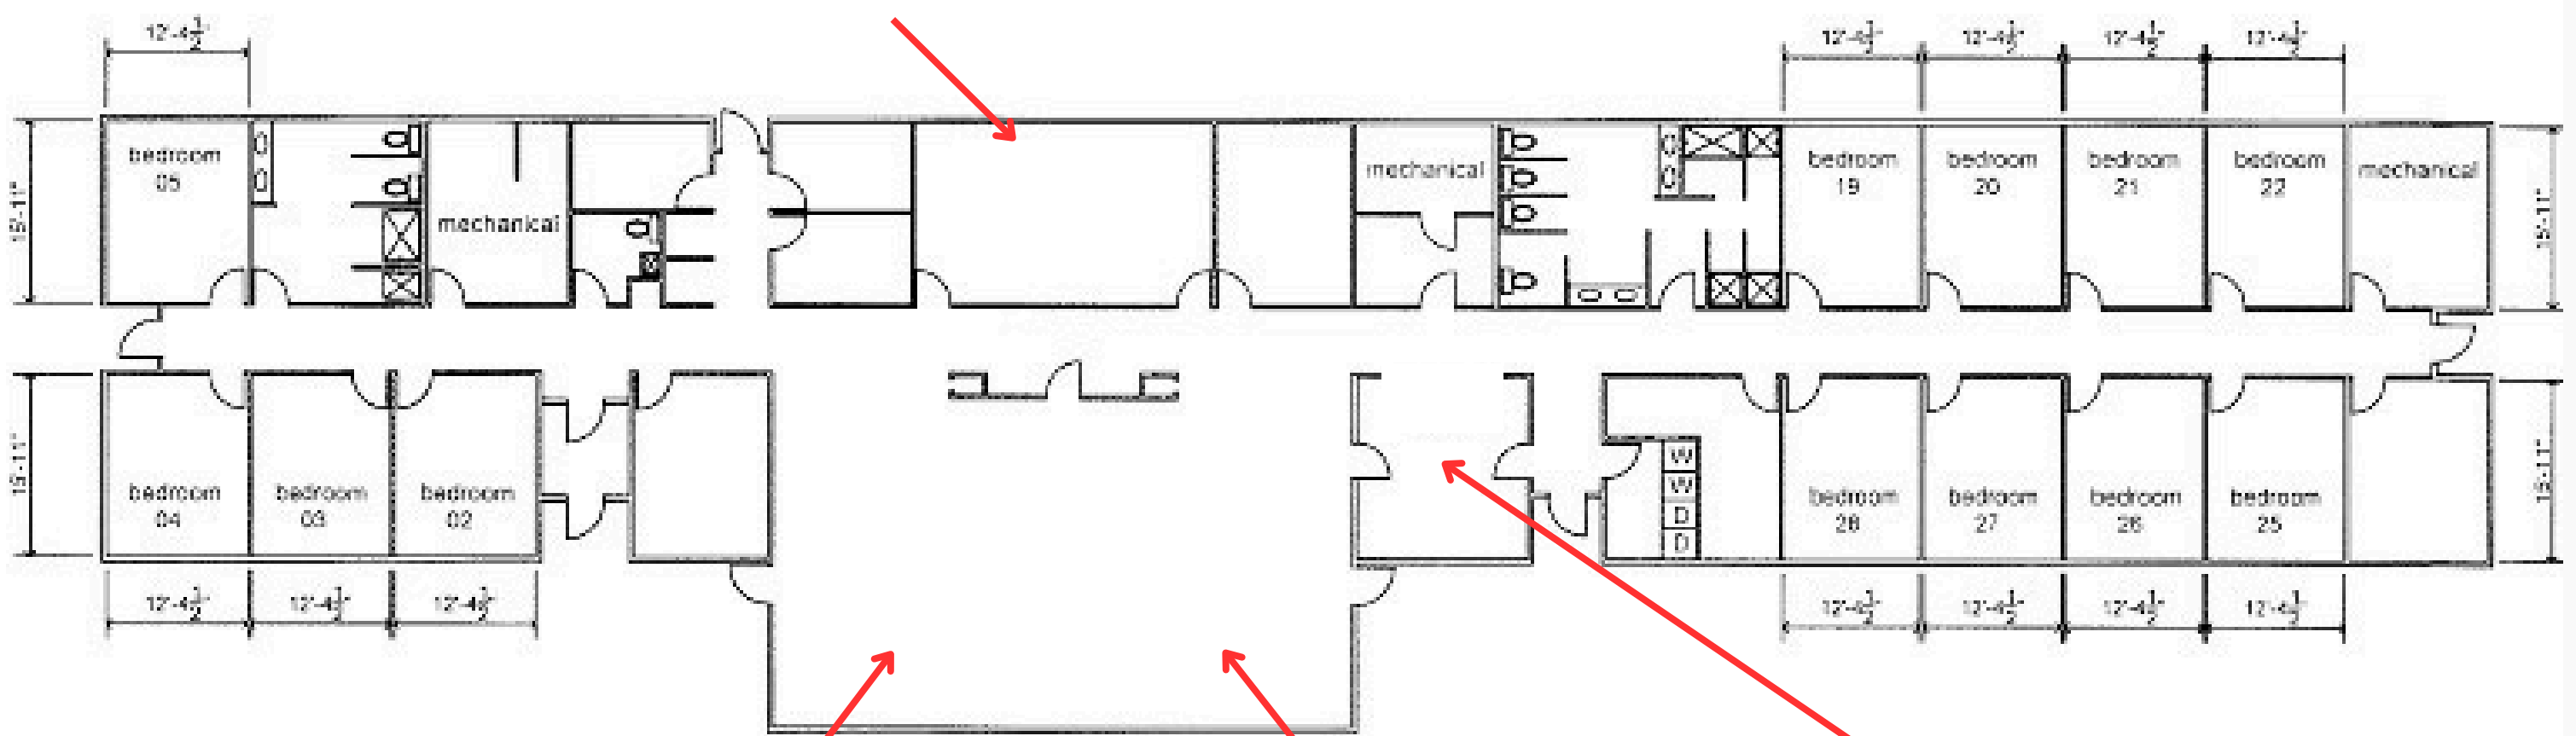 12'-4½"
12'-4½" 12'-4½" 12'-4½" 12'-4½"
bedroom
05
mechanical
mechanical
bedroom
19
bedroom
20
bedroom
21
bedroom
22
mechanical
15'-11"
15'-11"
bedroom
04
bedroom
03
bedroom
02
W
W
D
D
bedroom
28
bedroom
27
bedroom
26
bedroom
25
15'-11"
15'-11"
12'-4½" 12'-4½" 12'-4½"
12'-4½" 12'-4½" 12'-4½" 12'-4½"